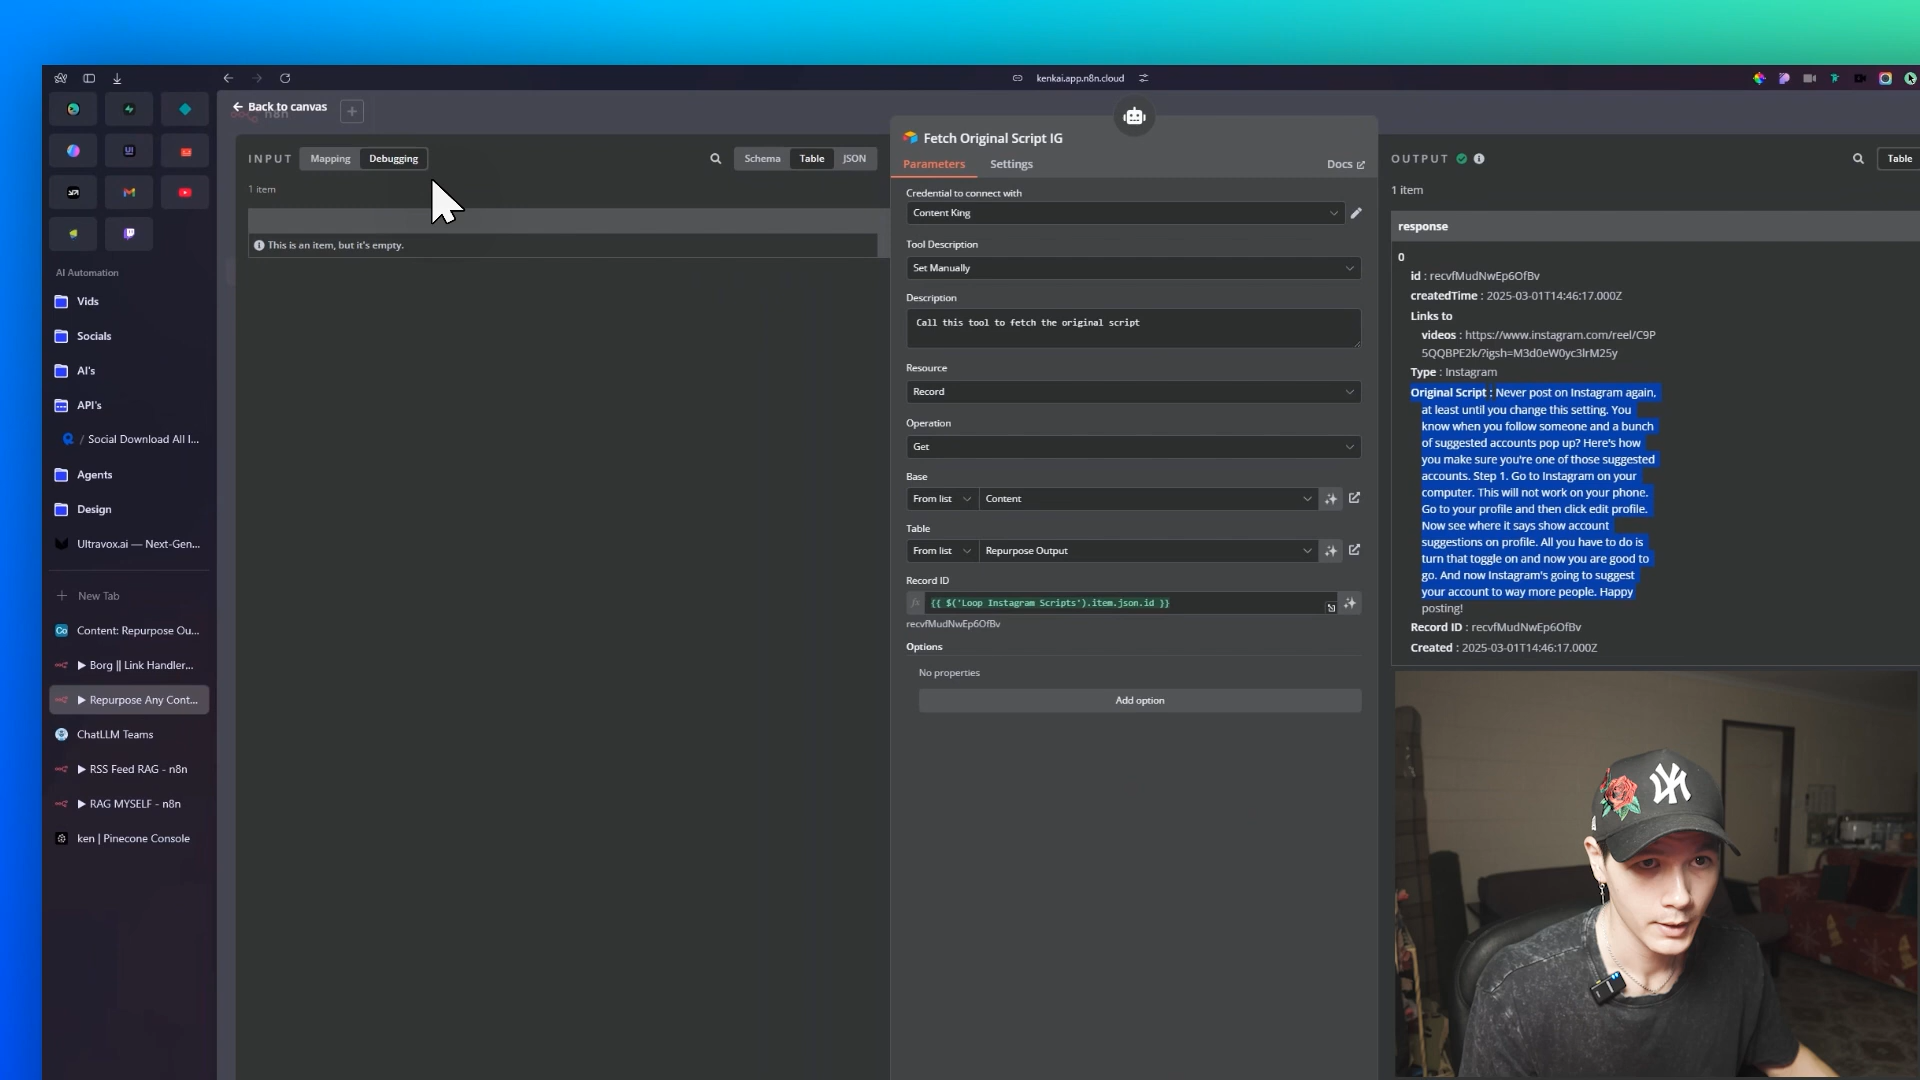 kenkai.app.n8n.cloud
Back to canvas
n8n
AI Automation
Vids
Socials
AI's
API's
/ Social Download All I...
Agents
Design
Ultravox.ai — Next-Gen...
New Tab
Content: Repurpose Ou...
Borg || Link Handler...
Repurpose Any Cont...
ChatLLM Teams
RSS Feed RAG - n8n
RAG MYSELF - n8n
ken | Pinecone Console
INPUT Mapping Debugging
Schema Table JSON
1 item
This is an item, but it's empty.
Fetch Original Script IG
Parameters Settings Docs
Credential to connect with
Content King
Tool Description
Set Manually
Description
Call this tool to fetch the original script
Resource
Record
Operation
Get
Base
From list Content
Table
From list Repurpose Output
Record ID
fx {{ $('Loop Instagram Scripts').item.json.id }}
recvfMudNwEp6OfBv
Options
No properties
Add option
OUTPUT Table
1 item
response
0
id : recvfMudNwEp6OfBv
createdTime : 2025-03-01T14:46:17.000Z
Links to
videos : https://www.instagram.com/reel/C9P
5QQBPE2k/?igsh=M3d0eW0yc3lrM25y
Type : Instagram
Original Script : Never post on Instagram again,
at least until you change this setting. You
know when you follow someone and a bunch
of suggested accounts pop up? Here's how
you make sure you're one of those suggested
accounts. Step 1. Go to Instagram on your
computer. This will not work on your phone.
Go to your profile and then click edit profile.
Now see where it says show account
suggestions on profile. All you have to do is
turn that toggle on and now you are good to
go. And now Instagram's going to suggest
your account to way more people. Happy
posting!
Record ID : recvfMudNwEp6OfBv
Created : 2025-03-01T14:46:17.000Z